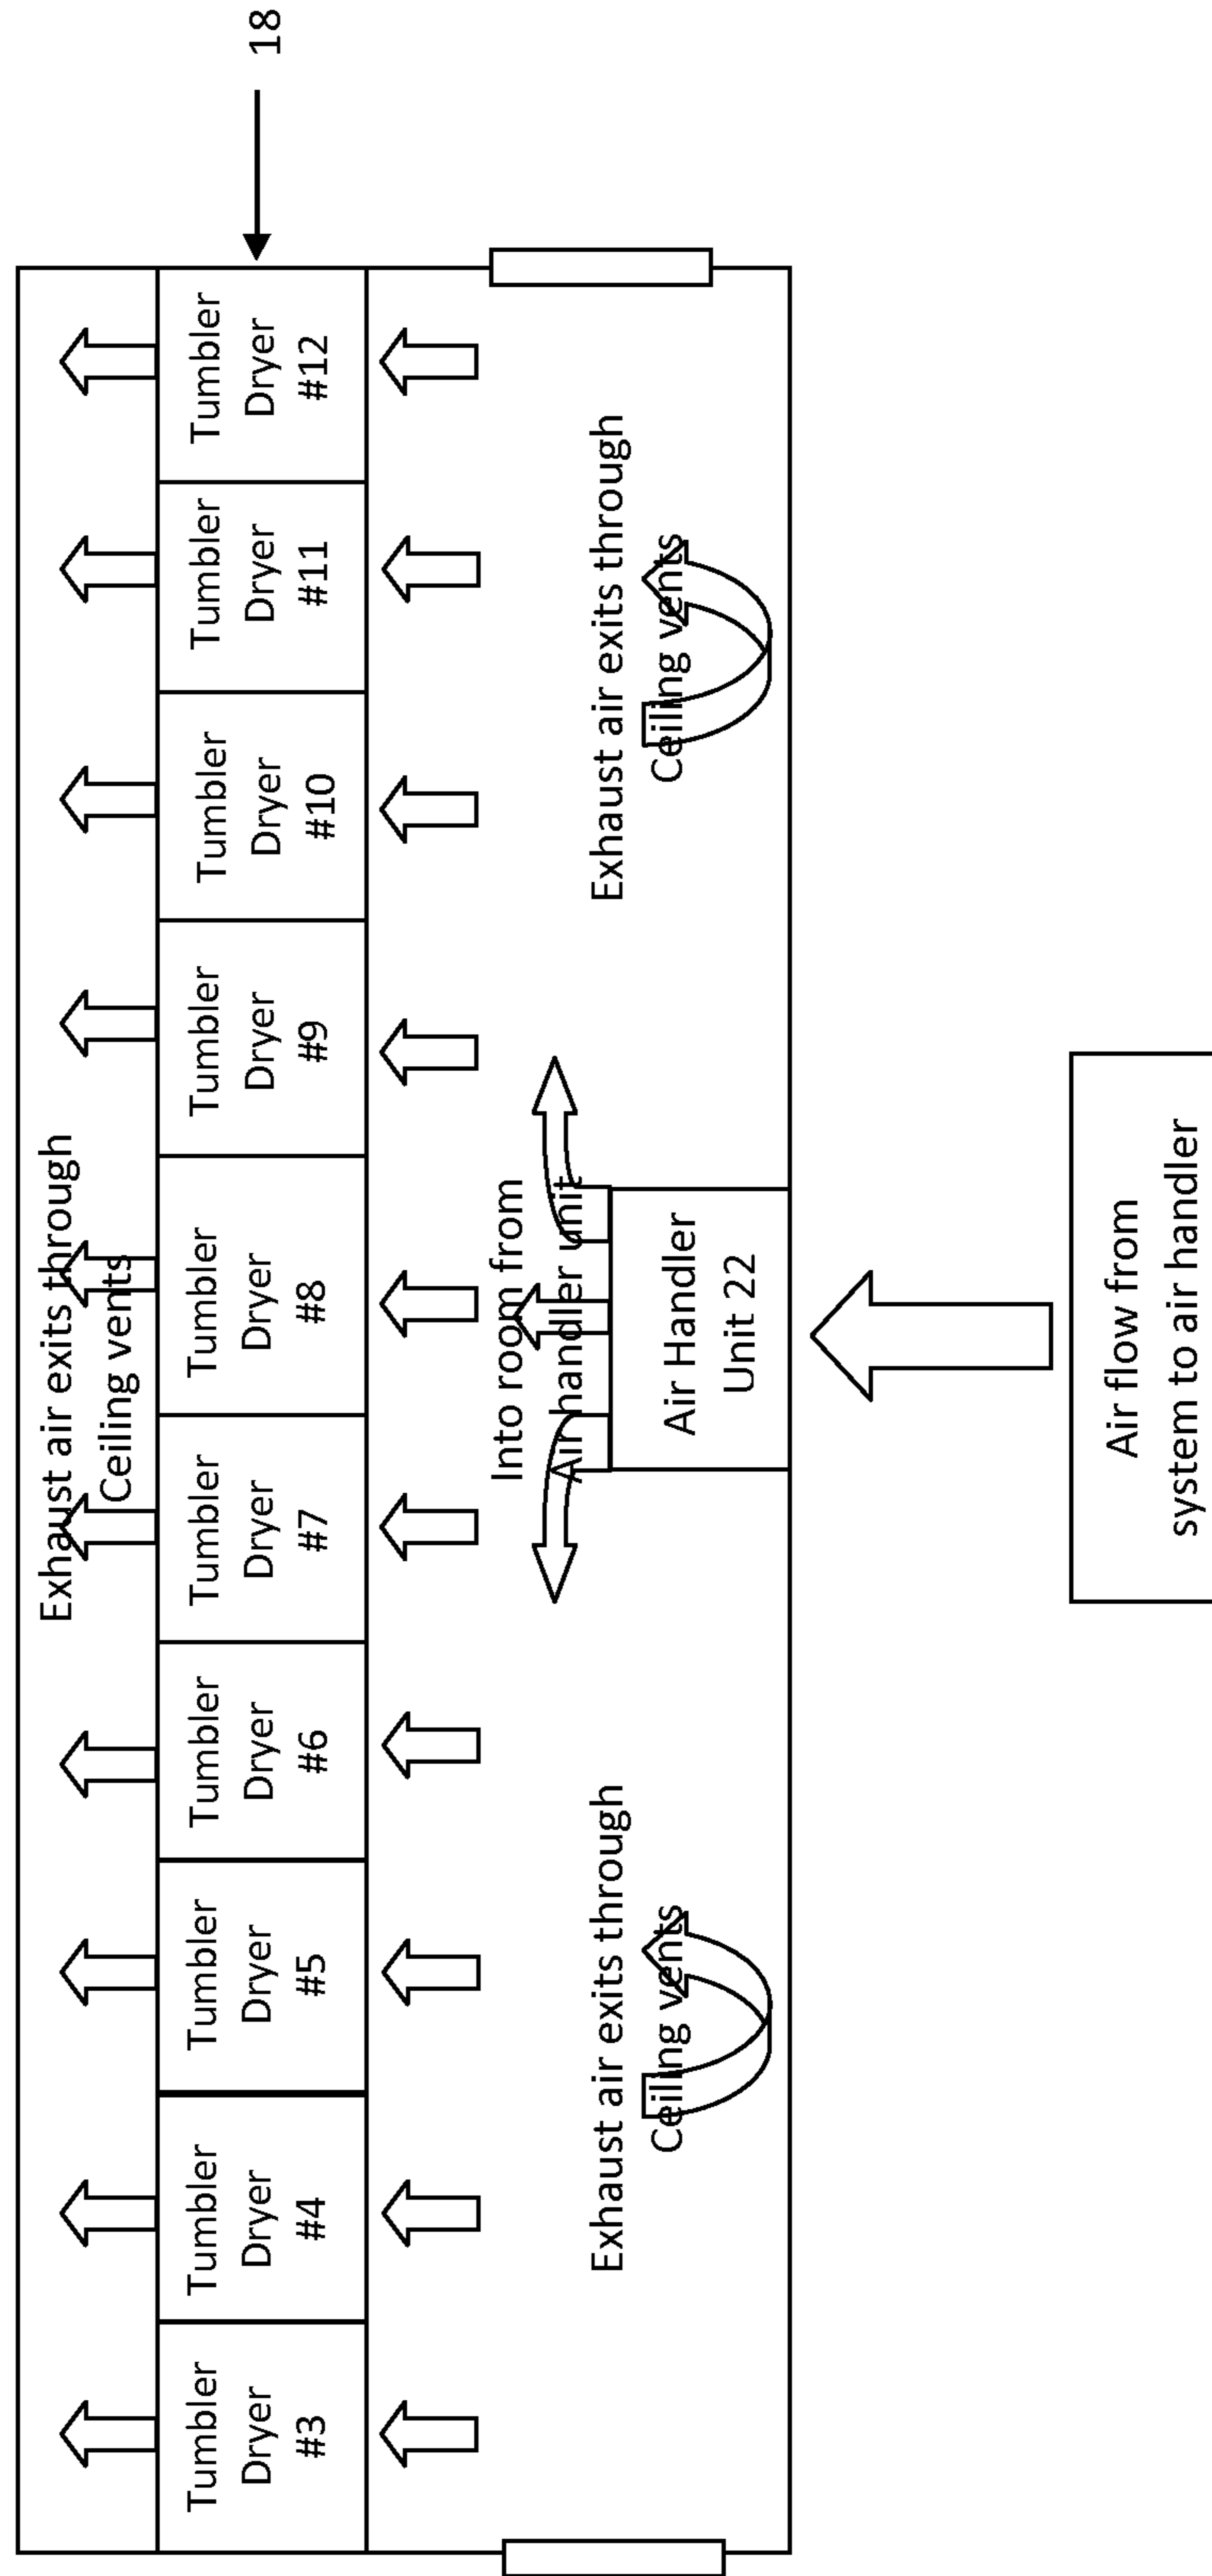 18
Exhaust air exits through
Ceiling vents
Tumbler
Dryer
#3
Tumbler
Dryer
#4
Tumbler
Dryer
#5
Tumbler
Dryer
#6
Tumbler
Dryer
#7
Tumbler
Dryer
#8
Tumbler
Dryer
#9
Tumbler
Dryer
#10
Tumbler
Dryer
#11
Tumbler
Dryer
#12
Exhaust air exits through
Ceiling vents
Into room from
Air handler unit
Exhaust air exits through
Ceiling vents
Air Handler
Unit 22
Air flow from
system to air handler